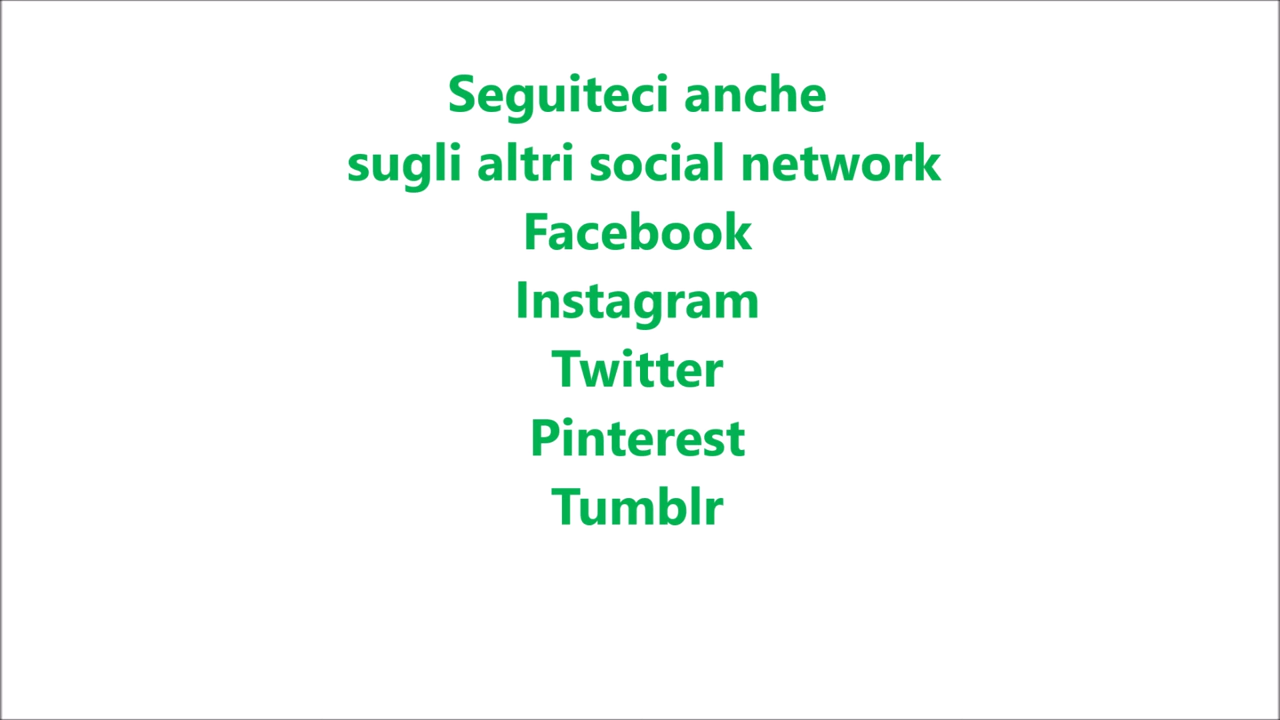 Seguiteci anche
sugli altri social network
Facebook
Instagram
Twitter
Pinterest
Tumblr